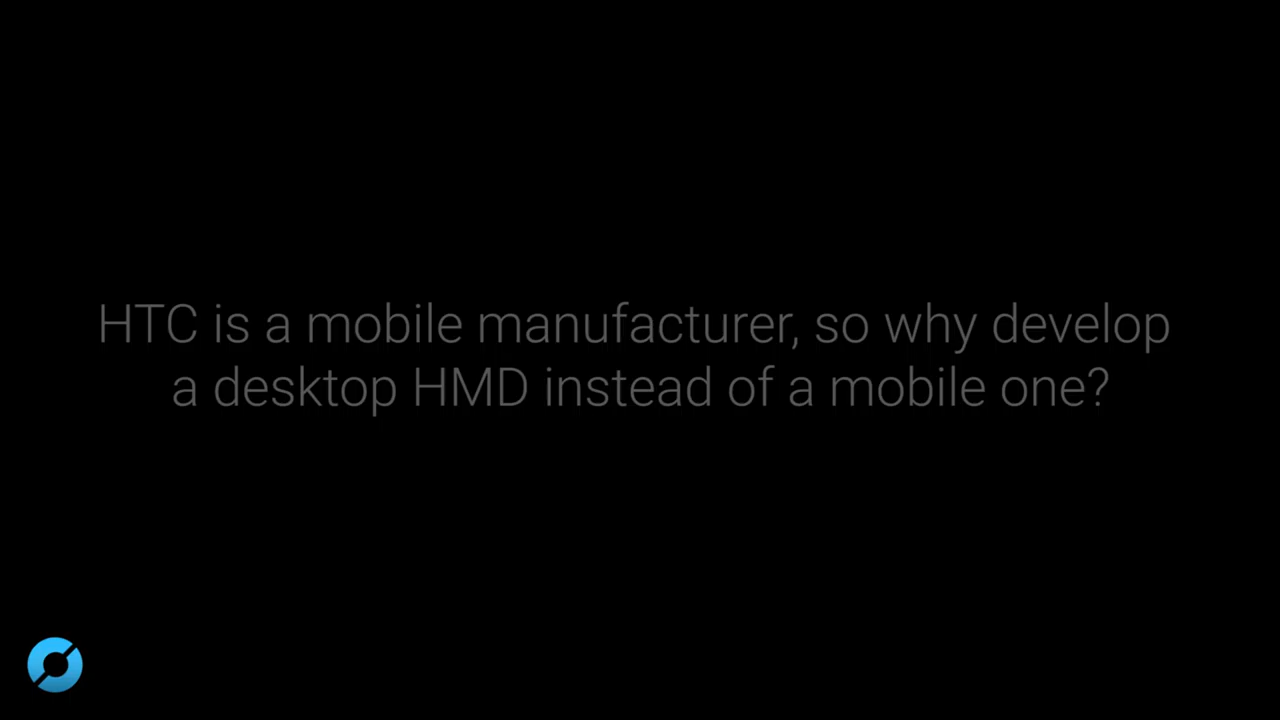 HTC is a mobile manufacturer, so why develop
a desktop HMD instead of a mobile one?